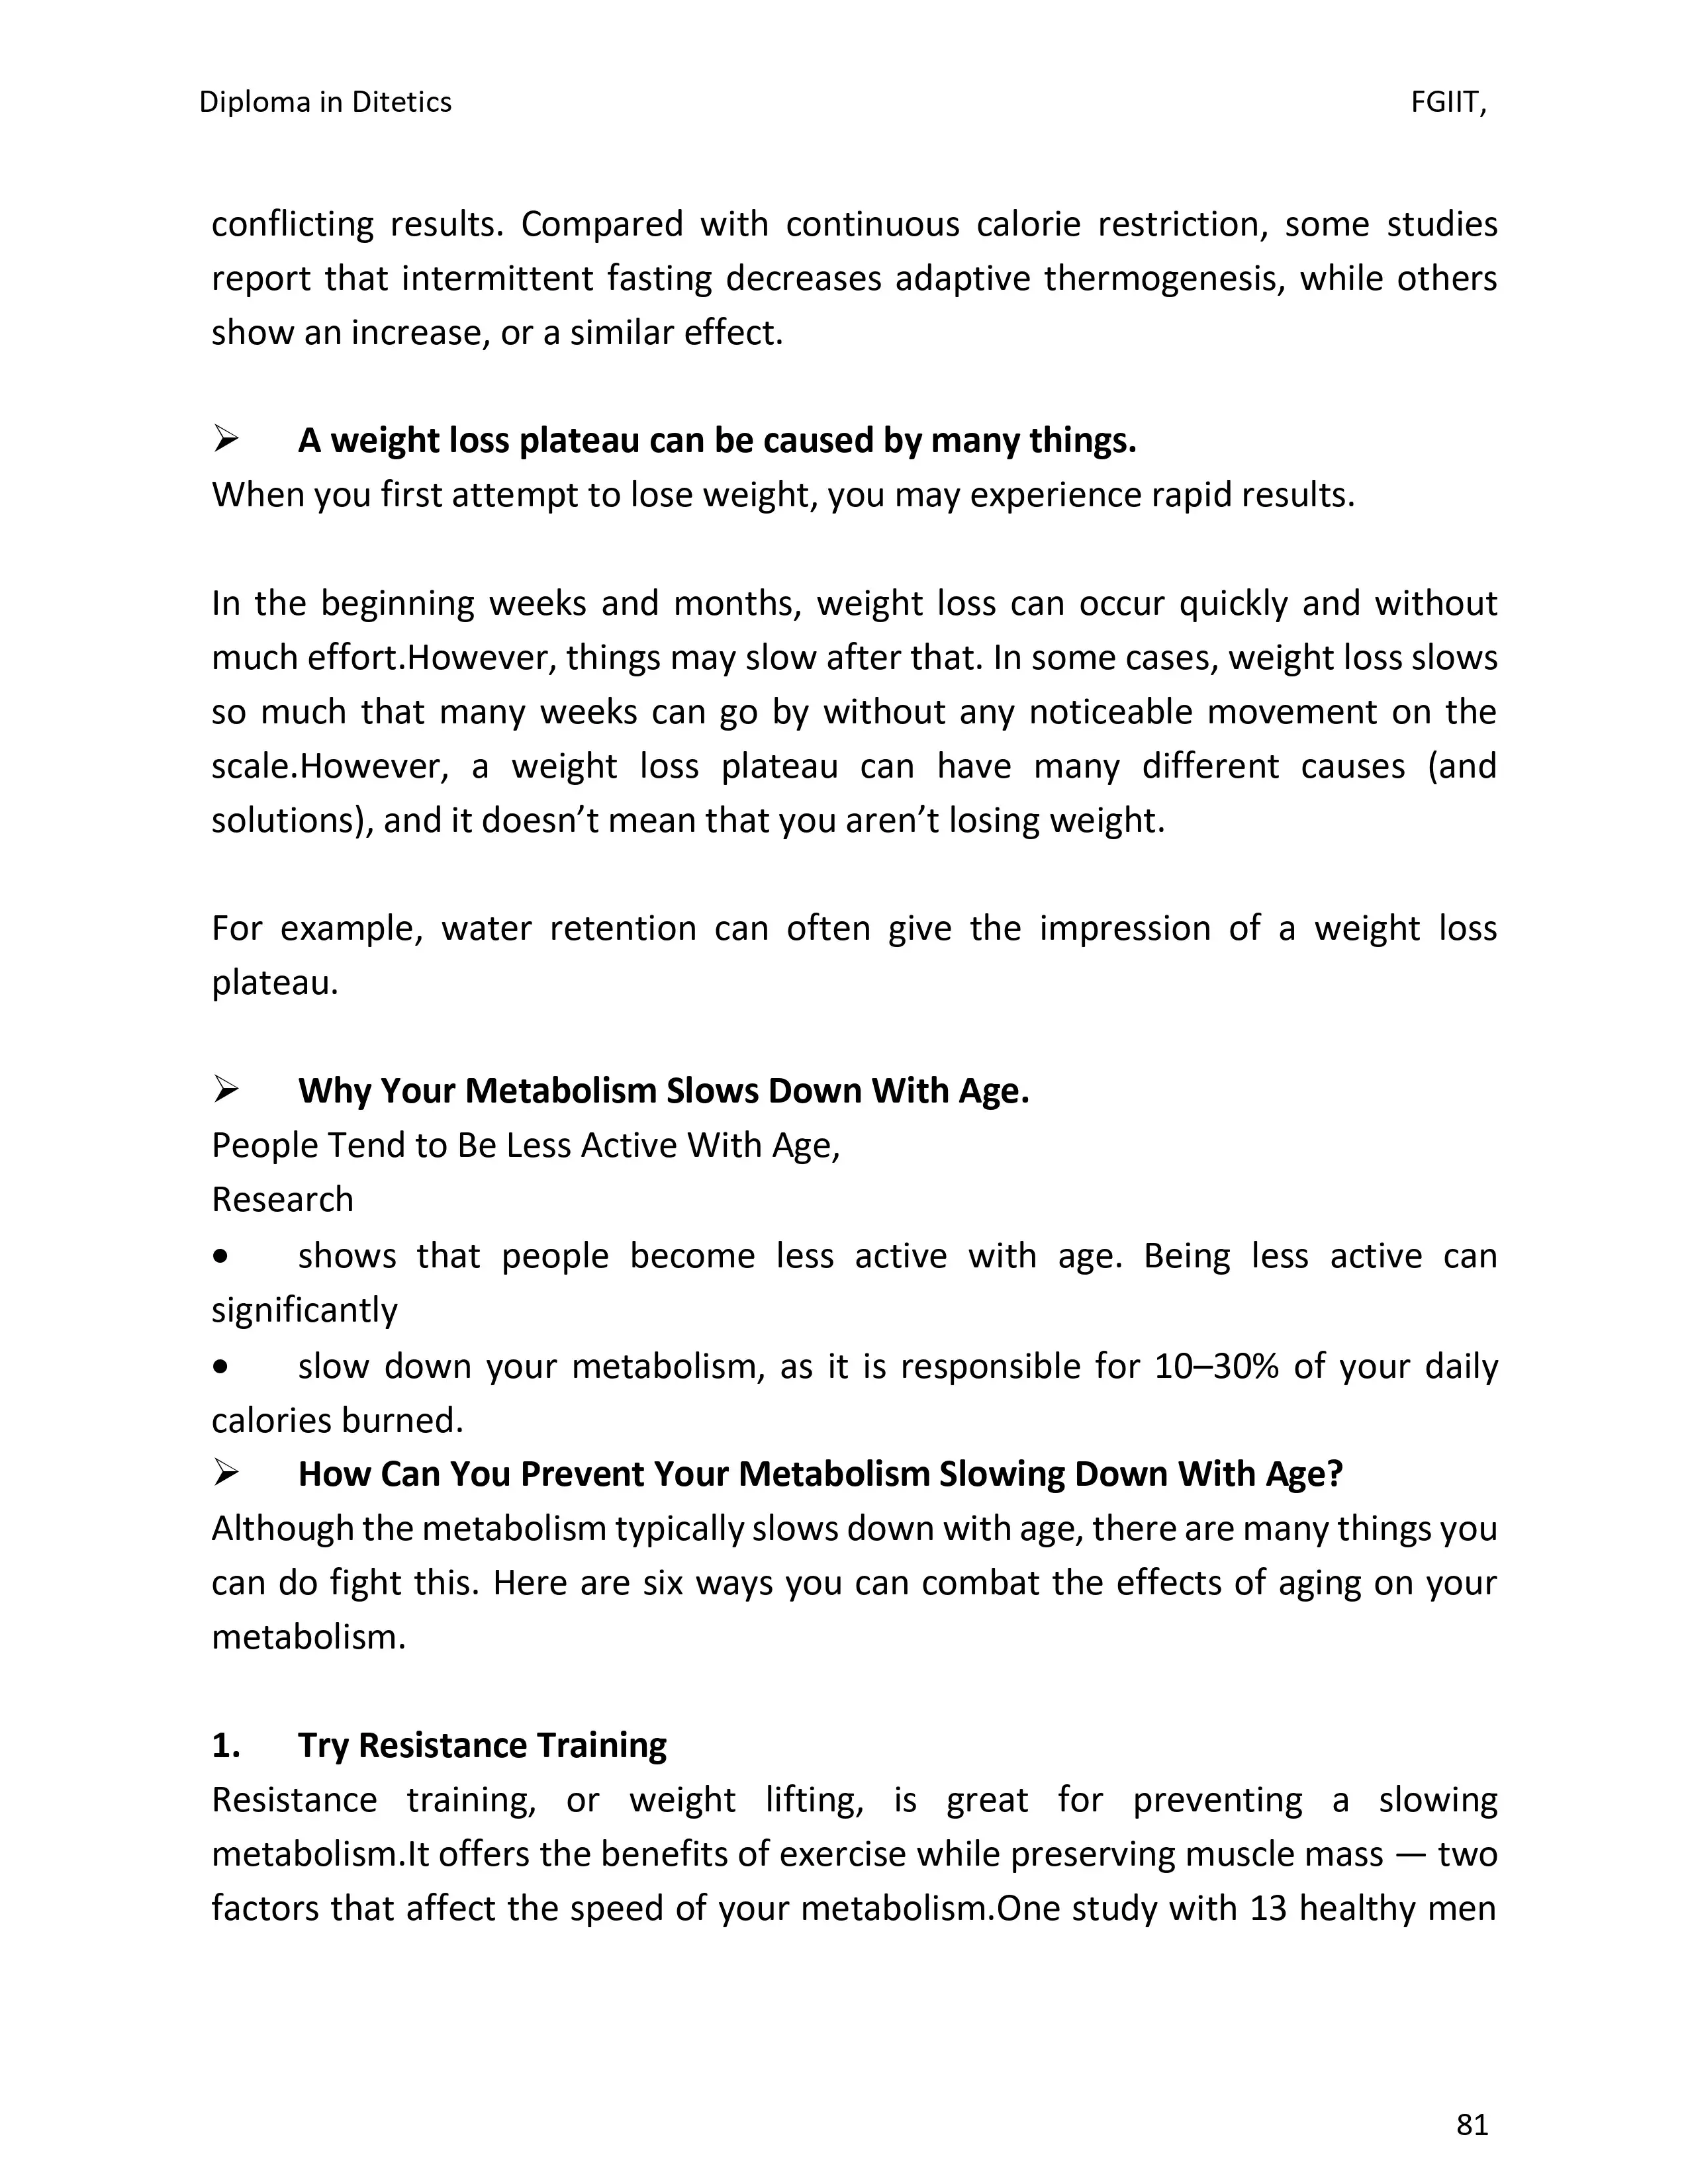 Diploma in Ditetics FGIIT,
conflicting results. Compared with continuous calorie restriction, some studies
report that intermittent fasting decreases adaptive thermogenesis, while others
show an increase, or a similar effect.
➢ A weight loss plateau can be caused by many things.
When you first attempt to lose weight, you may experience rapid results.
In the beginning weeks and months, weight loss can occur quickly and without
much effort.However, things may slow after that. In some cases, weight loss slows
so much that many weeks can go by without any noticeable movement on the
scale.However, a weight loss plateau can have many different causes (and
solutions), and it doesn’t mean that you aren’t losing weight.
For example, water retention can often give the impression of a weight loss
plateau.
➢ Why Your Metabolism Slows Down With Age.
People Tend to Be Less Active With Age,
Research
• shows that people become less active with age. Being less active can
significantly
• slow down your metabolism, as it is responsible for 10–30% of your daily
calories burned.
➢ How Can You Prevent Your Metabolism Slowing Down With Age?
Although the metabolism typically slows down with age, there are many things you
can do fight this. Here are six ways you can combat the effects of aging on your
metabolism.
1. Try Resistance Training
Resistance training, or weight lifting, is great for preventing a slowing
metabolism.It offers the benefits of exercise while preserving muscle mass — two
factors that affect the speed of your metabolism.One study with 13 healthy men
81